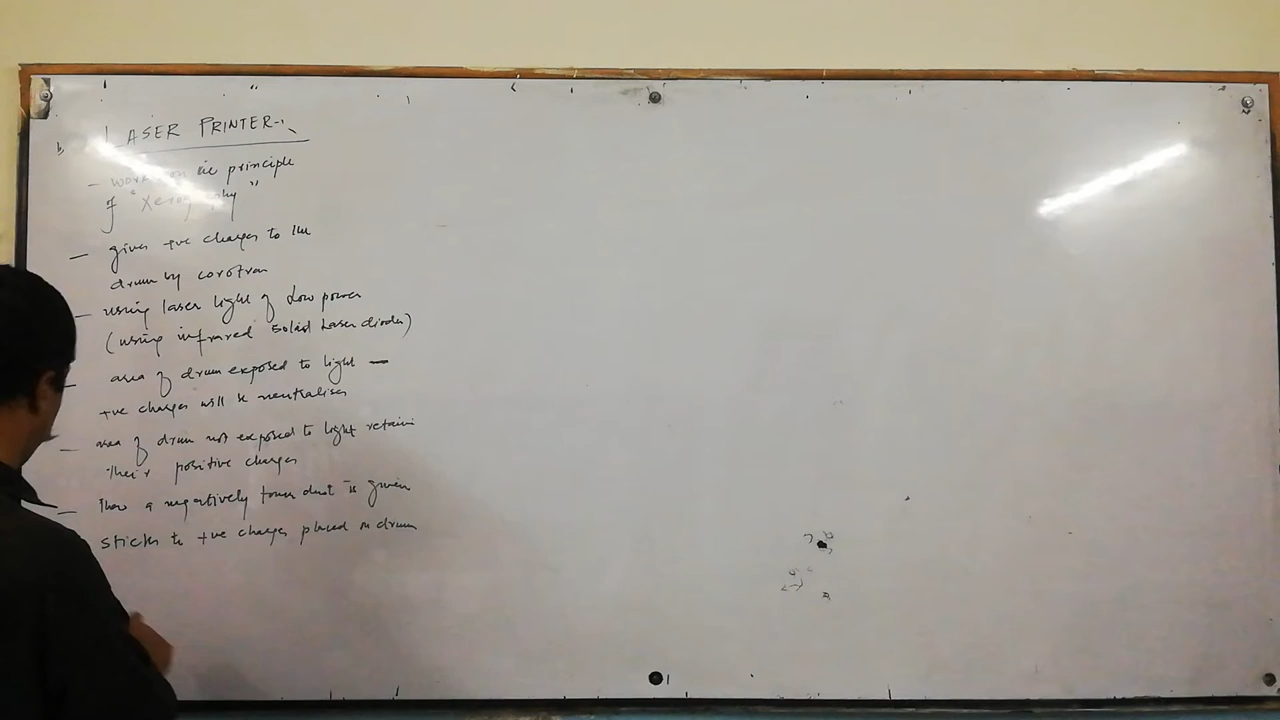 b, LASER PRINTER:-
- works on the principle
of "Xerography"
- gives +ve charges to the
drum by corotron
- using laser light of Low power
(using infrared solid Laser diodes)
- area of drum exposed to light —
+ve charges will be neutralises
- area of drum not exposed to light retains
their positive charges
- Then a negatively toner dust is given
sticks to +ve charges placed on drum